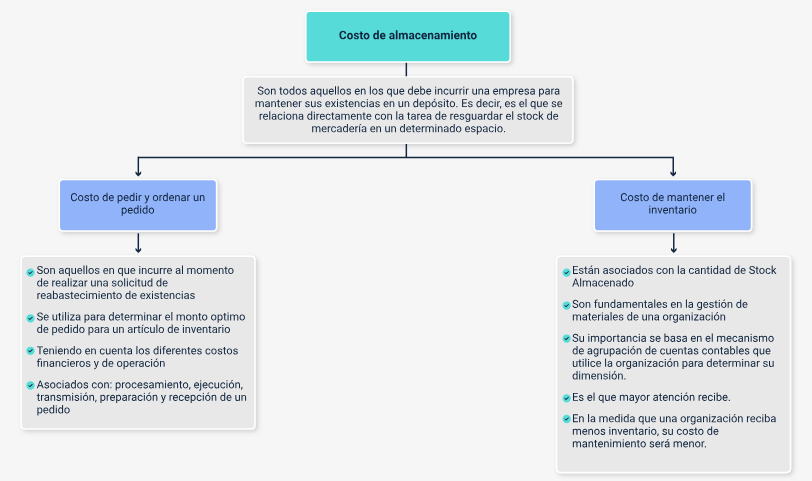 Costo de almacenamiento
Son todos aquellos en los que debe incurrir una empresa para
mantener sus existencias en un depósito. Es decir, es el que se
relaciona directamente con la tarea de resguardar el stock de
mercadería en un determinado espacio.
Costo de pedir y ordenar un
pedido
Son aquellos en que incurre al momento
de realizar una solicitud de
reabastecimiento de existencias
Se utiliza para determinar el monto optimo
de pedido para un artículo de inventario
Teniendo en cuenta los diferentes costos
financieros y de operación
Asociados con: procesamiento, ejecución,
transmisión, preparación y recepción de un
pedido
Costo de mantener el
inventario
Están asociados con la cantidad de Stock
Almacenado
Son fundamentales en la gestión de
materiales de una organización
Su importancia se basa en el mecanismo
de agrupación de cuentas contables que
utilice la organización para determinar su
dimensión.
Es el que mayor atención recibe.
En la medida que una organización reciba
menos inventario, su costo de
mantenimiento será menor.